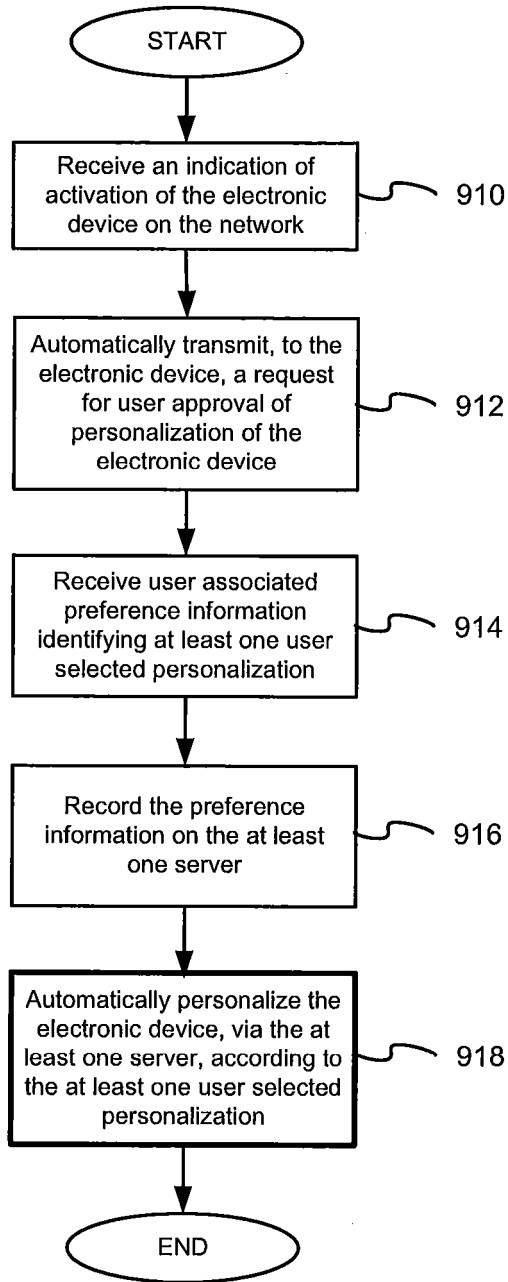 START
Receive an indication of
activation of the electronic
device on the network
910
Automatically transmit, to the
electronic device, a request
for user approval of
personalization of the
electronic device
912
Receive user associated
preference information
identifying at least one user
selected personalization
914
Record the preference
information on the at least
one server
916
Automatically personalize the
electronic device, via the at
least one server, according to
the at least one user selected
personalization
918
END